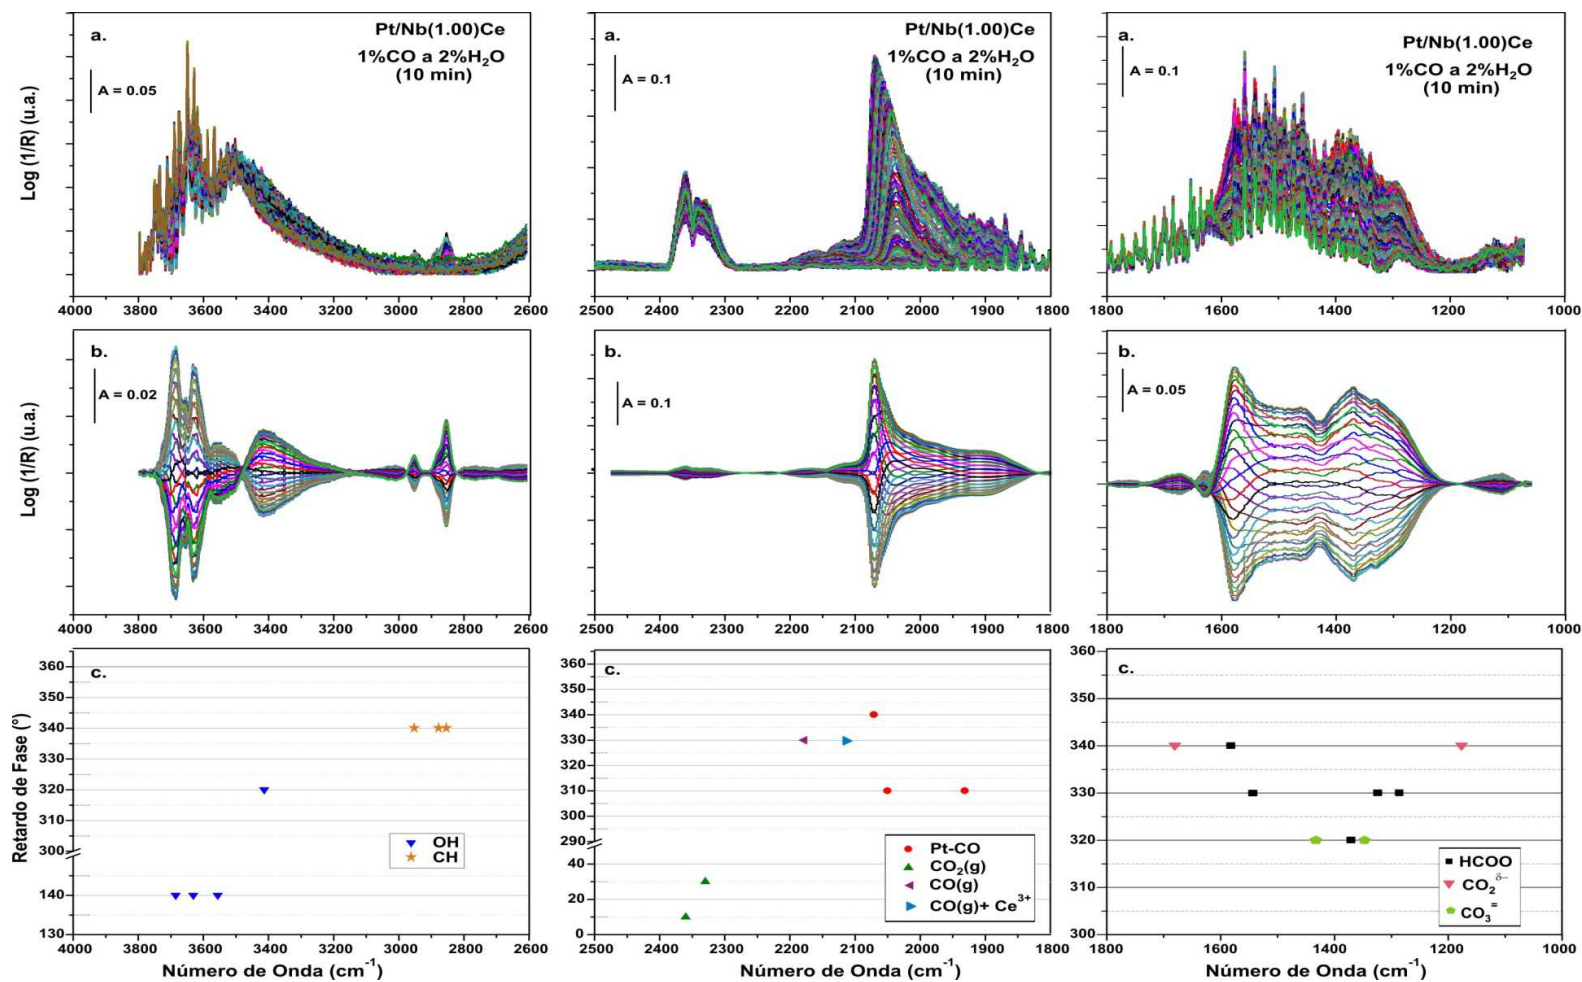 a.
Pt/Nb(1.00)Ce
1%CO a 2%H₂O
(10 min)
A = 0.05
Log (1/R) (u.a.)
4000 3800 3600 3400 3200 3000 2800 2600
a.
Pt/Nb(1.00)Ce
1%CO a 2%H₂O
(10 min)
A = 0.1
2500 2400 2300 2200 2100 2000 1900 1800
a.
Pt/Nb(1.00)Ce
1%CO a 2%H₂O
(10 min)
A = 0.1
1800 1600 1400 1200 1000
b.
A = 0.02
Log (1/R) (u.a.)
4000 3800 3600 3400 3200 3000 2800 2600
b.
A = 0.1
2500 2400 2300 2200 2100 2000 1900 1800
b.
A = 0.05
1800 1600 1400 1200 1000
c.
Retardo de Fase (°)
360
350
340
330
320
310
300
140
130
OH
CH
4000 3800 3600 3400 3200 3000 2800 2600
Número de Onda (cm⁻¹)
c.
360
350
340
330
320
310
300
290
40
20
0
Pt-CO
CO₂(g)
CO(g)
CO(g)+ Ce³⁺
2500 2400 2300 2200 2100 2000 1900 1800
Número de Onda (cm⁻¹)
c.
360
350
340
330
320
310
300
HCOO
CO₂^δ−
CO₃⁼
1800 1600 1400 1200 1000
Número de Onda (cm⁻¹)